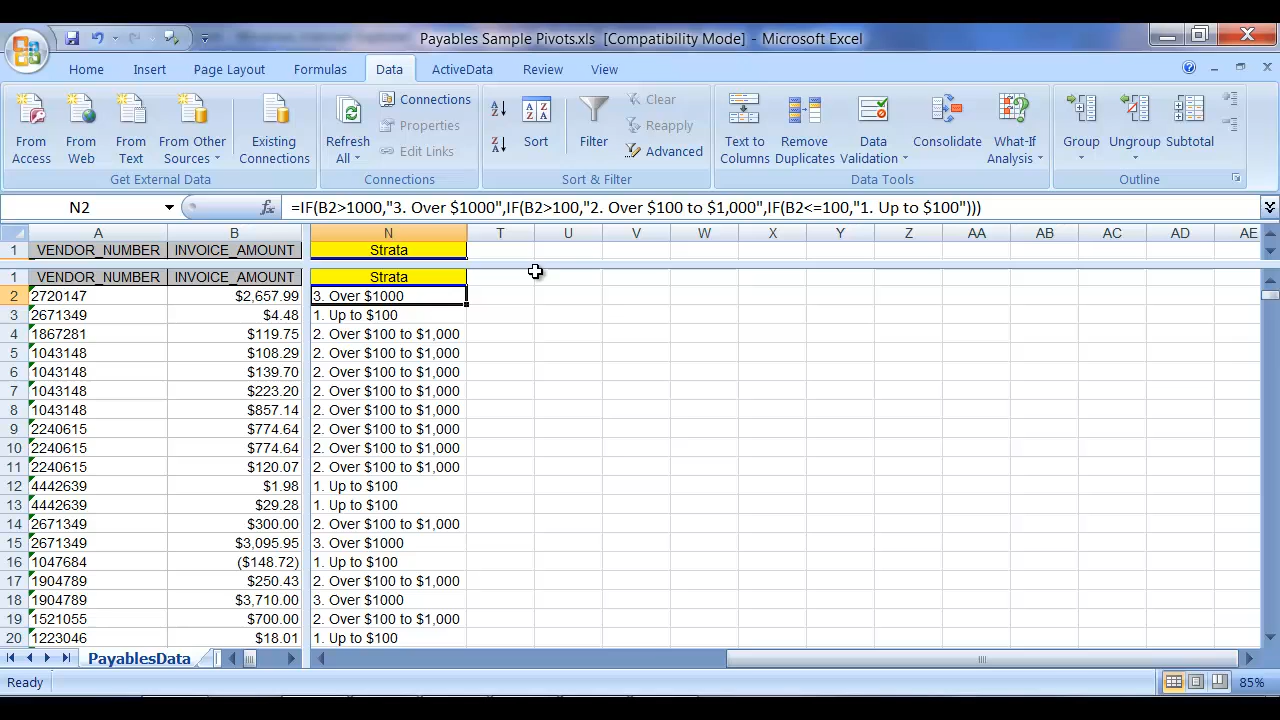 Payables Sample Pivots.xls [Compatibility Mode] - Microsoft Excel
Home Insert Page Layout Formulas Data ActiveData Review View
From Access
From Web
From Text
From Other Sources
Existing Connections
Get External Data
Refresh All
Connections
Properties
Edit Links
Connections
Sort
Filter
Clear
Reapply
Advanced
Sort & Filter
Text to Columns
Remove Duplicates
Data Validation
Consolidate
What-If Analysis
Data Tools
Group
Ungroup
Subtotal
Outline
N2 fx =IF(B2>1000,"3. Over $1000",IF(B2>100,"2. Over $100 to $1,000",IF(B2<=100,"1. Up to $100")))
A B N T U V W X Y Z AA AB AC AD AE
1 VENDOR_NUMBER INVOICE_AMOUNT Strata
1 VENDOR_NUMBER INVOICE_AMOUNT Strata
2 2720147 $2,657.99 3. Over $1000
3 2671349 $4.48 1. Up to $100
4 1867281 $119.75 2. Over $100 to $1,000
5 1043148 $108.29 2. Over $100 to $1,000
6 1043148 $139.70 2. Over $100 to $1,000
7 1043148 $223.20 2. Over $100 to $1,000
8 1043148 $857.14 2. Over $100 to $1,000
9 2240615 $774.64 2. Over $100 to $1,000
10 2240615 $774.64 2. Over $100 to $1,000
11 2240615 $120.07 2. Over $100 to $1,000
12 4442639 $1.98 1. Up to $100
13 4442639 $29.28 1. Up to $100
14 2671349 $300.00 2. Over $100 to $1,000
15 2671349 $3,095.95 3. Over $1000
16 1047684 ($148.72) 1. Up to $100
17 1904789 $250.43 2. Over $100 to $1,000
18 1904789 $3,710.00 3. Over $1000
19 1521055 $700.00 2. Over $100 to $1,000
20 1223046 $18.01 1. Up to $100
PayablesData
Ready 85%